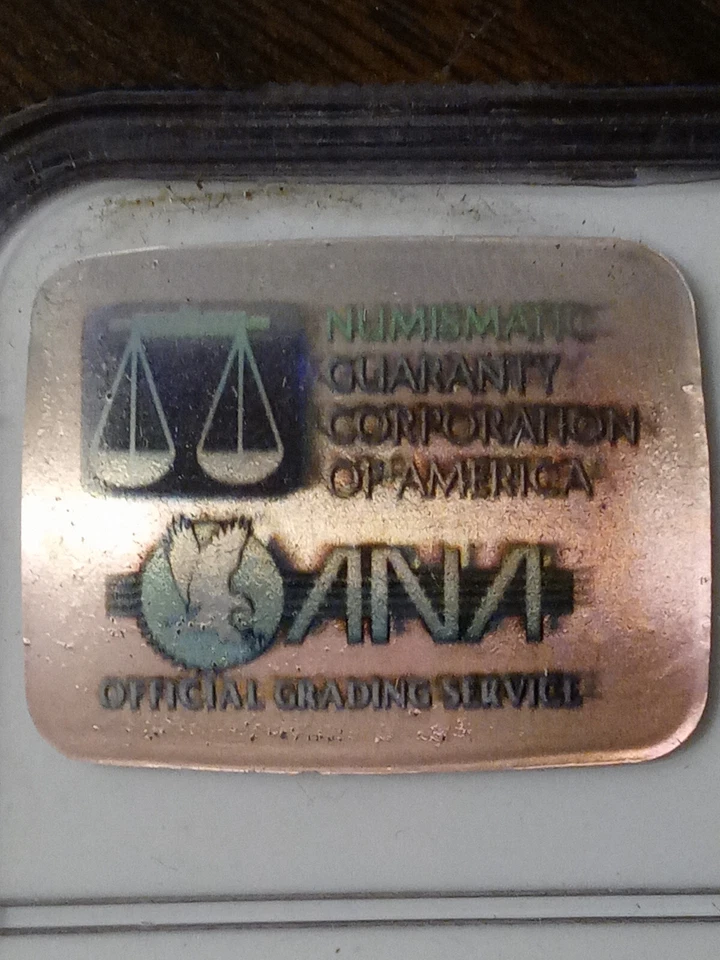 NUMISMATIC
GUARANTY
CORPORATION
OF AMERICA
ANA
OFFICIAL GRADING SERVICE